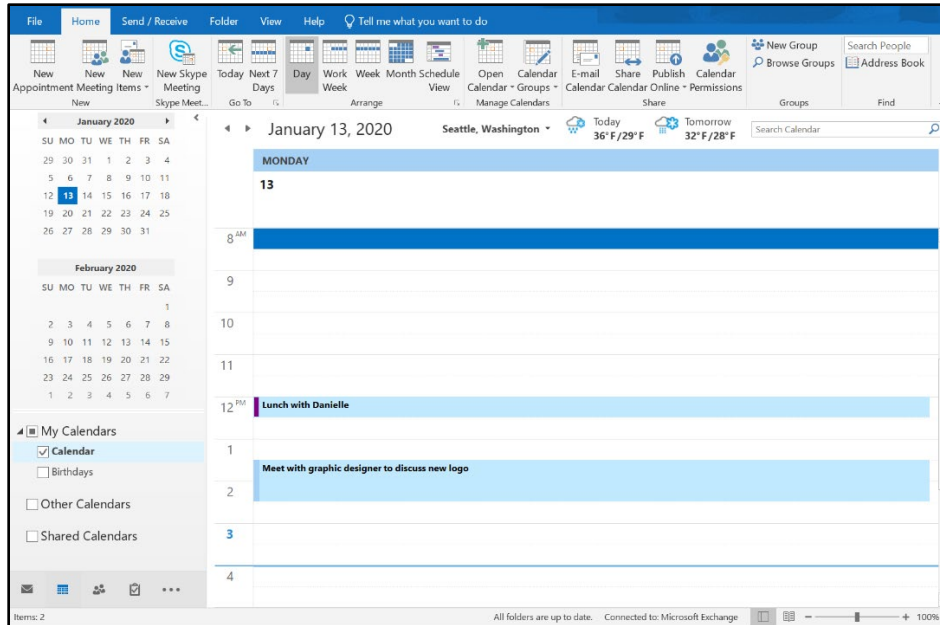 File Home Send / Receive Folder View Help Tell me what you want to do
New Appointment
New Meeting
New Items
New
New Skype Meeting
Skype Meet...
Today
Next 7 Days
Go To
Day
Work Week
Week
Month
Schedule View
Arrange
Open Calendar
Calendar Groups
Manage Calendars
E-mail Calendar
Share Calendar
Publish Online
Calendar Permissions
Share
New Group
Browse Groups
Groups
Search People
Address Book
Find
January 2020
SU MO TU WE TH FR SA
29 30 31 1 2 3 4
5 6 7 8 9 10 11
12 13 14 15 16 17 18
19 20 21 22 23 24 25
26 27 28 29 30 31
February 2020
SU MO TU WE TH FR SA
1
2 3 4 5 6 7 8
9 10 11 12 13 14 15
16 17 18 19 20 21 22
23 24 25 26 27 28 29
1 2 3 4 5 6 7
My Calendars
Calendar
Birthdays
Other Calendars
Shared Calendars
January 13, 2020
Seattle, Washington
Today
36° F/29° F
Tomorrow
32° F/28° F
Search Calendar
MONDAY
13
8 AM
9
10
11
12 PM Lunch with Danielle
1
Meet with graphic designer to discuss new logo
2
3
4
Items: 2
All folders are up to date. Connected to: Microsoft Exchange
100%